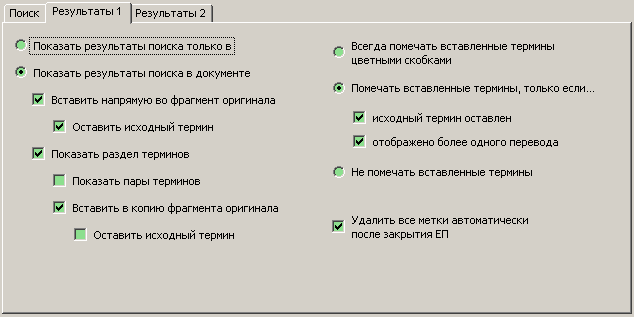 Поиск
Результаты 1
Результаты 2
Показать результаты поиска только в
Показать результаты поиска в документе
Вставить напрямую во фрагмент оригинала
Оставить исходный термин
Показать раздел терминов
Показать пары терминов
Вставить в копию фрагмента оригинала
Оставить исходный термин
Всегда помечать вставленные термины
цветными скобками
Помечать вставленные термины, только если...
исходный термин оставлен
отображено более одного перевода
Не помечать вставленные термины
Удалить все метки автоматически
после закрытия ЕП